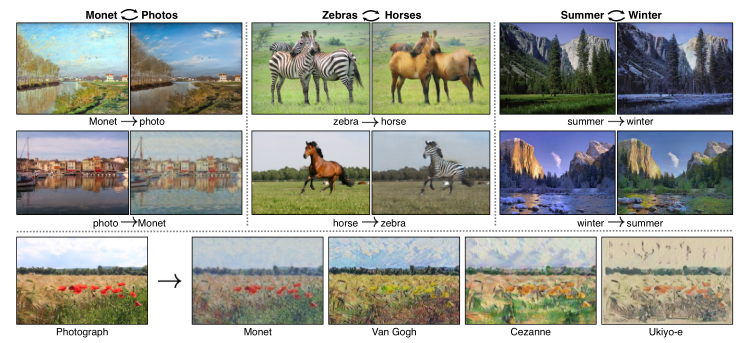 Monet ⟳ Photos
Zebras ⟳ Horses
Summer ⟳ Winter
Monet → photo
zebra → horse
summer → winter
photo → Monet
horse → zebra
winter → summer
Photograph
Monet
Van Gogh
Cezanne
Ukiyo-e